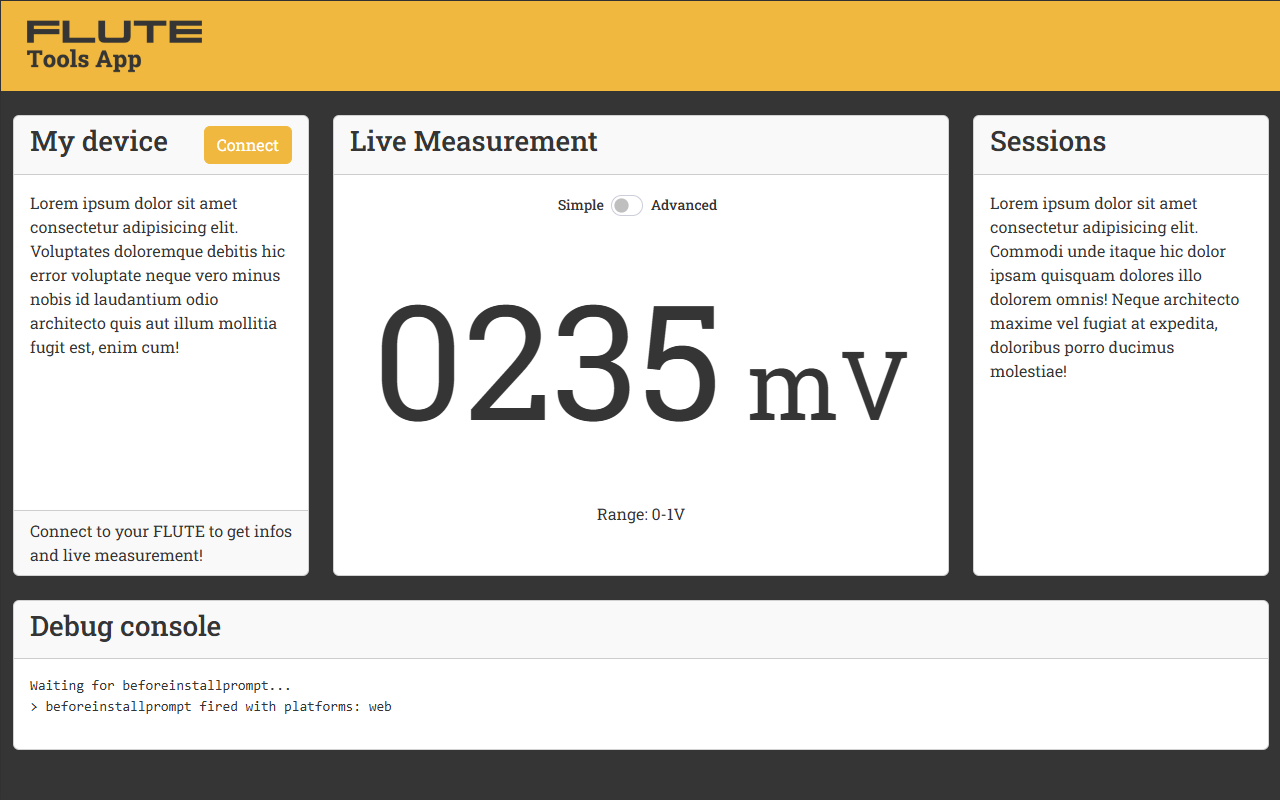 FLUTE
Tools App
My device
Connect
Lorem ipsum dolor sit amet
consectetur adipisicing elit.
Voluptates doloremque debitis hic
error voluptate neque vero minus
nobis id laudantium odio
architecto quis aut illum mollitia
fugit est, enim cum!
Connect to your FLUTE to get infos
and live measurement!
Live Measurement
Simple Advanced
0235 mV
Range: 0-1V
Sessions
Lorem ipsum dolor sit amet
consectetur adipisicing elit.
Commodi unde itaque hic dolor
ipsam quisquam dolores illo
dolorem omnis! Neque architecto
maxime vel fugiat at expedita,
doloribus porro ducimus
molestiae!
Debug console
Waiting for beforeinstallprompt...
> beforeinstallprompt fired with platforms: web